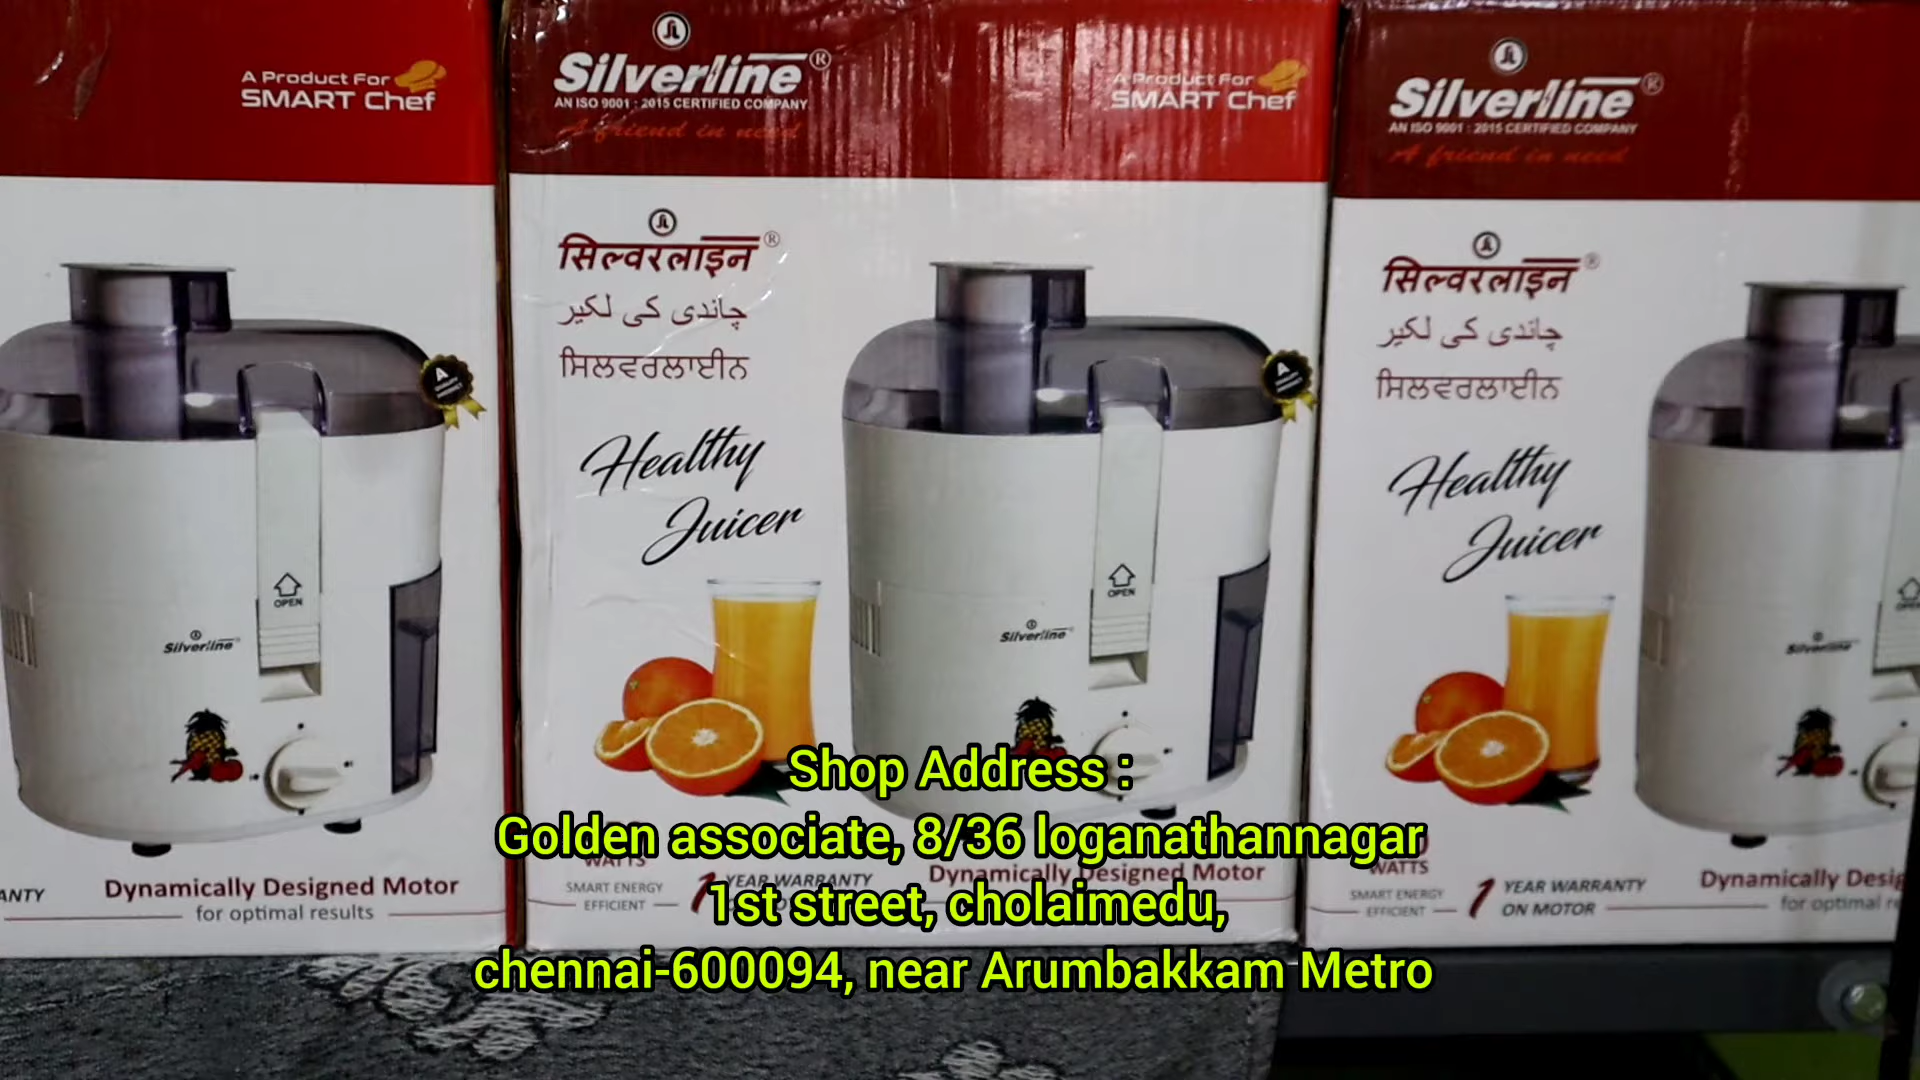 A Product For
SMART Chef
OPEN
Silverline
ANTY
Dynamically Designed Motor
for optimal results
Silverline®
AN ISO 9001 : 2015 CERTIFIED COMPANY
A friend in need
A Product For
SMART Chef
सिल्वरलाइन®
چاندی کی لکیر
ਸਿਲਵਰਲਾਈਨ
Healthy
Juicer
OPEN
Silverline
WATTS
SMART ENERGY
EFFICIENT
1 YEAR WARRANTY
Dynamically Designed Motor
Silverline®
AN ISO 9001 : 2015 CERTIFIED COMPANY
A friend in need
सिल्वरलाइन®
چاندی کی لکیر
ਸਿਲਵਰਲਾਈਨ
Healthy
Juicer
Silverline
WATTS
SMART ENERGY
EFFICIENT
1 YEAR WARRANTY
ON MOTOR
Dynamically Desig
for optimal re
Shop Address :
Golden associate, 8/36 loganathannagar
1st street, cholaimedu,
chennai-600094, near Arumbakkam Metro